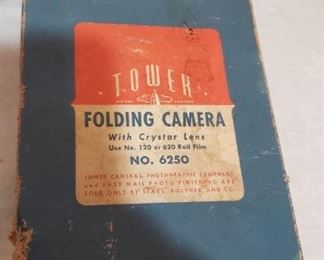 TOWER
FOLDING CAMERA
With Crystar Lens
Use No. 120 or 620 Roll Film
NO. 6250
TOWER CAMERAS, PHOTOGRAPHIC EQUIPMENT
and FAST MAIL PHOTO FINISHING ARE
SOLD ONLY BY SEARS, ROEBUCK AND CO.